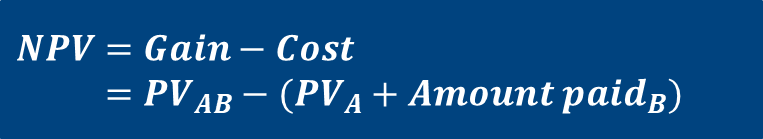 NPV = Gain − Cost
= PV_AB − (PV_A + Amount paid_B)